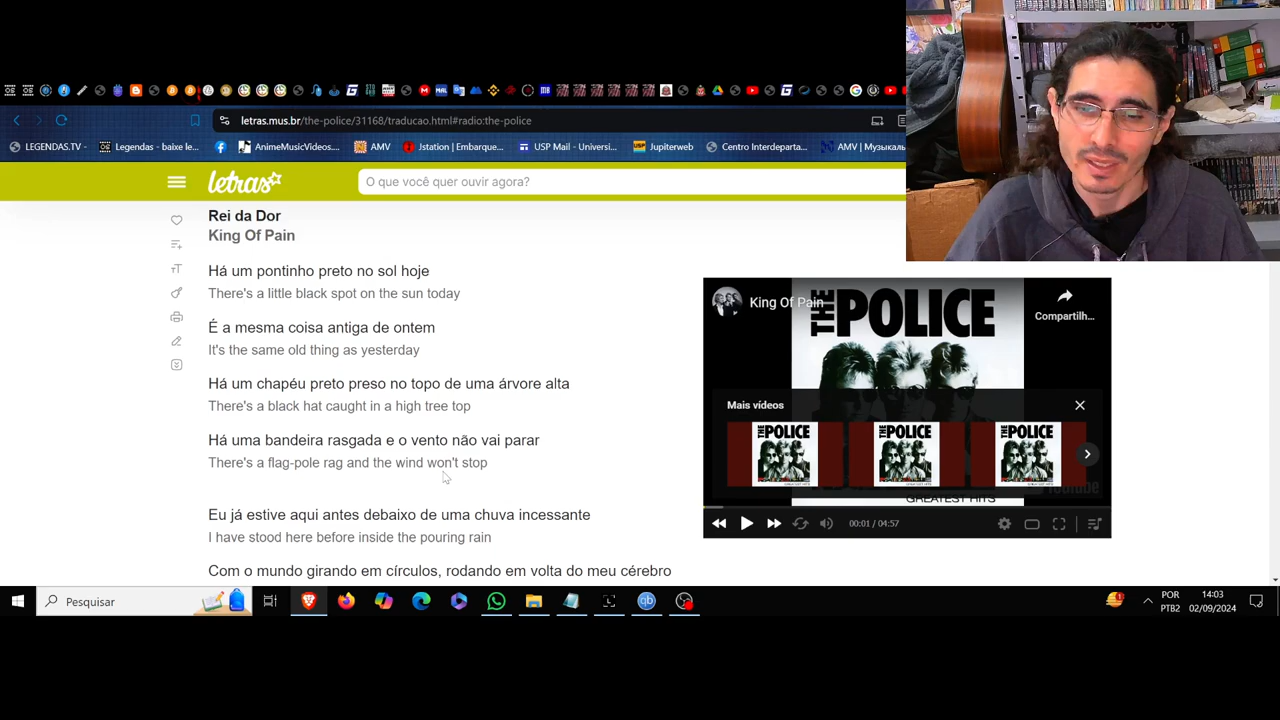 letras.mus.br/the-police/31168/traducao.html#radio:the-police
LEGENDAS.TV -
Legendas - baixe le...
AnimeMusicVideos...
AMV
Jstation | Embarque...
USP Mail - Universi...
Jupiterweb
Centro Interdeparta...
AMV | Музыкаль
letras
O que você quer ouvir agora?
Rei da Dor
King Of Pain
Há um pontinho preto no sol hoje
There's a little black spot on the sun today
É a mesma coisa antiga de ontem
It's the same old thing as yesterday
Há um chapéu preto preso no topo de uma árvore alta
There's a black hat caught in a high tree top
Há uma bandeira rasgada e o vento não vai parar
There's a flag-pole rag and the wind won't stop
Eu já estive aqui antes debaixo de uma chuva incessante
I have stood here before inside the pouring rain
Com o mundo girando em círculos, rodando em volta do meu cérebro
King Of Pain
THE POLICE
Compartilh...
Mais vídeos
THE POLICE
THE POLICE
THE POLICE
GREATEST HITS
00:01 / 04:57
Pesquisar
POR
PTB2
14:03
02/09/2024